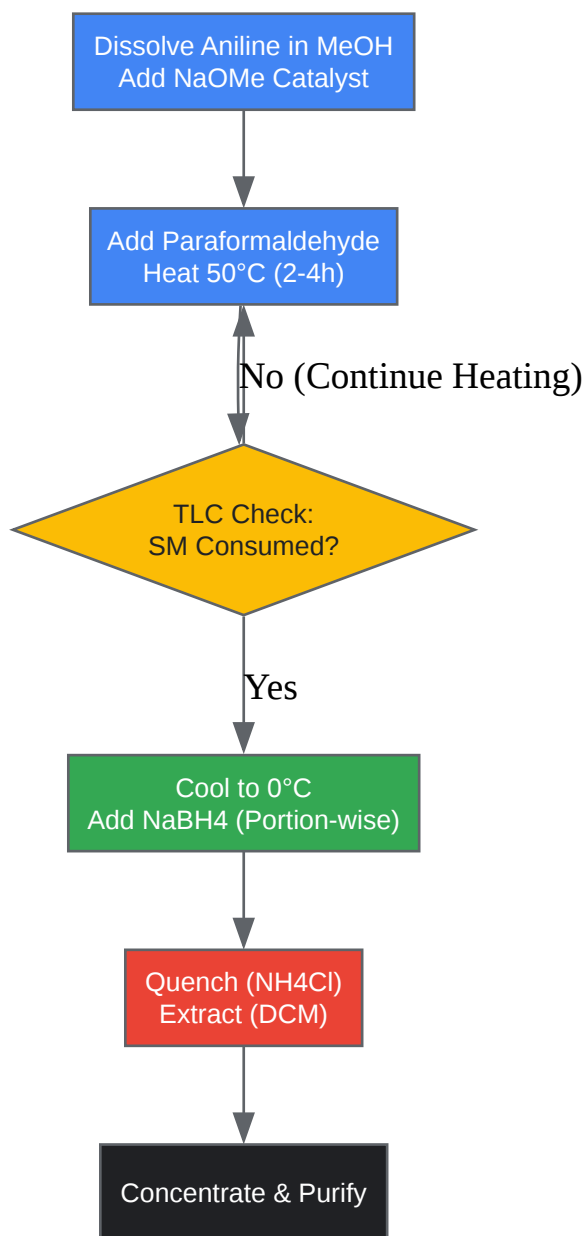 Dissolve Aniline in MeOH
Add NaOMe Catalyst
Add Paraformaldehyde
Heat 50°C (2-4h)
No (Continue Heating)
TLC Check:
SM Consumed?
Yes
Cool to 0°C
Add NaBH4 (Portion-wise)
Quench (NH4Cl)
Extract (DCM)
Concentrate & Purify